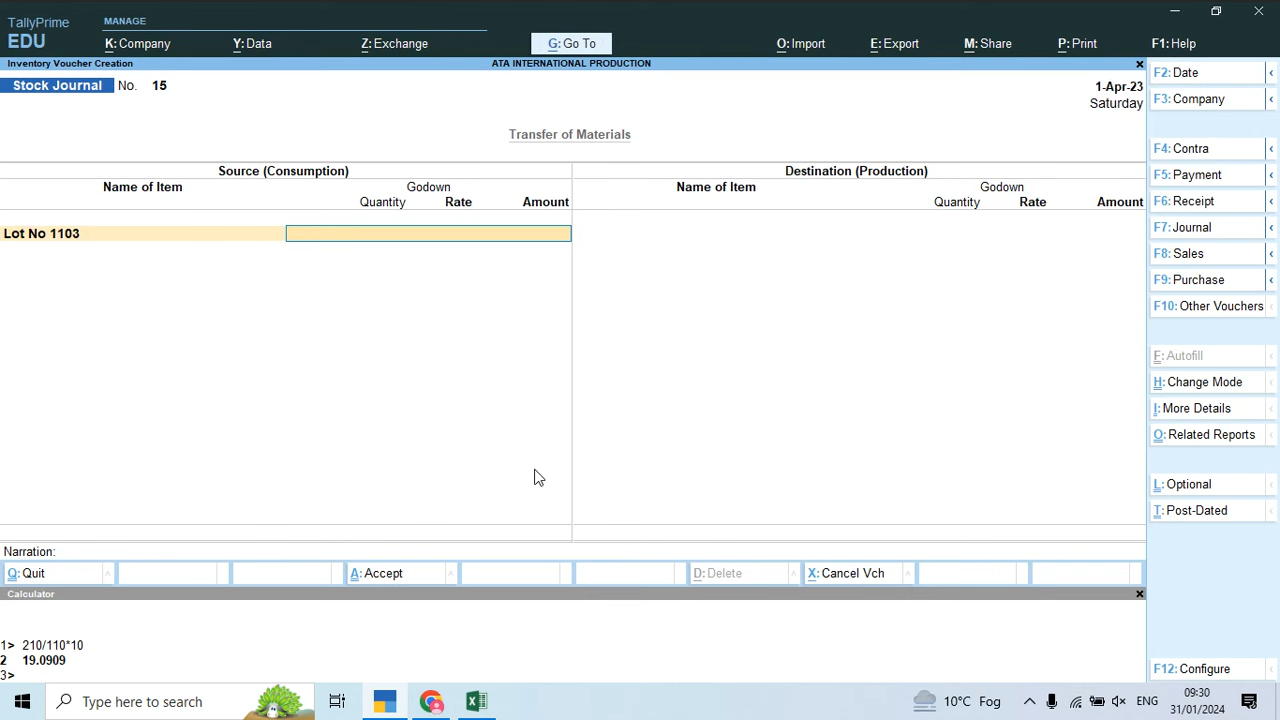 TallyPrime
EDU
MANAGE
K: Company
Y: Data
Z: Exchange
G: Go To
O: Import
E: Export
M: Share
P: Print
F1: Help
Inventory Voucher Creation
ATA INTERNATIONAL PRODUCTION
Stock Journal No. 15
1-Apr-23
Saturday
Transfer of Materials
Source (Consumption)
Destination (Production)
Name of Item
Godown
Quantity Rate Amount
Name of Item
Godown
Quantity Rate Amount
Lot No 1103
Narration:
Q: Quit
A: Accept
D: Delete
X: Cancel Vch
F2: Date
F3: Company
F4: Contra
F5: Payment
F6: Receipt
F7: Journal
F8: Sales
F9: Purchase
F10: Other Vouchers
F: Autofill
H: Change Mode
I: More Details
O: Related Reports
L: Optional
T: Post-Dated
F12: Configure
Calculator
1> 210/110*10
2 19.0909
3>
Type here to search
10°C Fog
ENG
09:30
31/01/2024